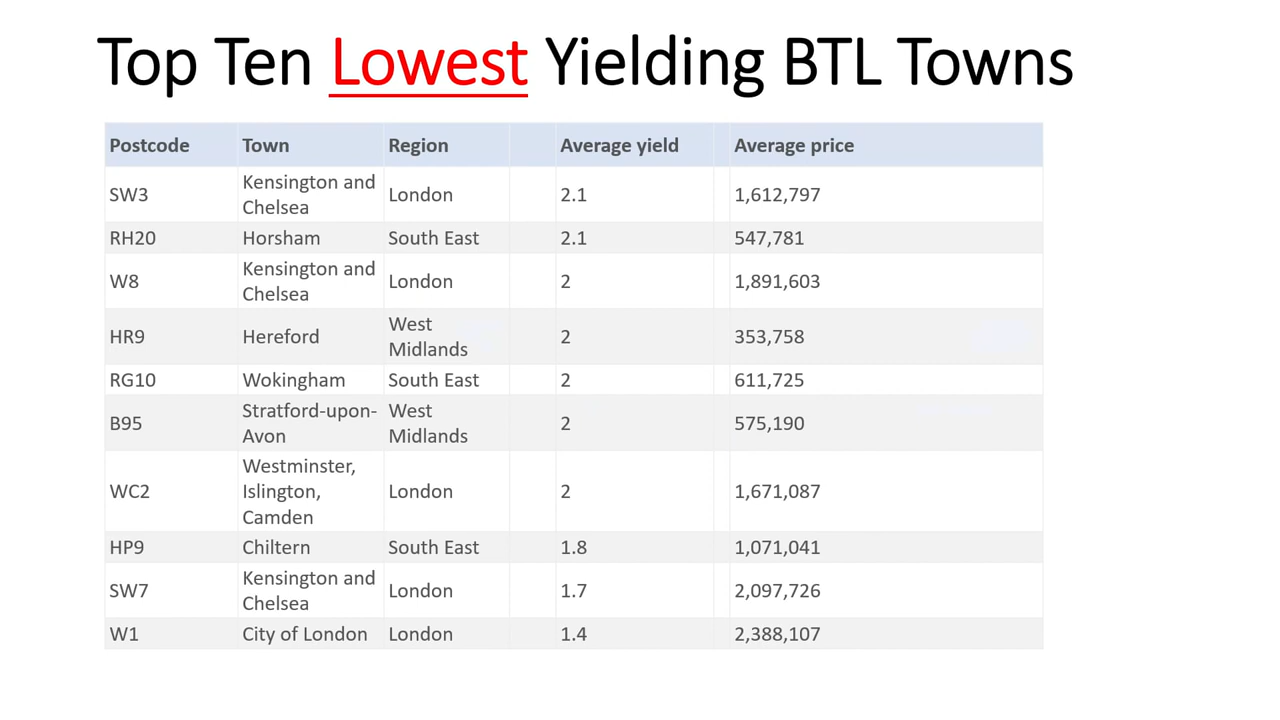 Top Ten Lowest Yielding BTL Towns
Postcode Town Region Average yield Average price
SW3 Kensington and Chelsea London 2.1 1,612,797
RH20 Horsham South East 2.1 547,781
W8 Kensington and Chelsea London 2 1,891,603
HR9 Hereford West Midlands 2 353,758
RG10 Wokingham South East 2 611,725
B95 Stratford-upon-Avon West Midlands 2 575,190
WC2 Westminster, Islington, Camden London 2 1,671,087
HP9 Chiltern South East 1.8 1,071,041
SW7 Kensington and Chelsea London 1.7 2,097,726
W1 City of London London 1.4 2,388,107